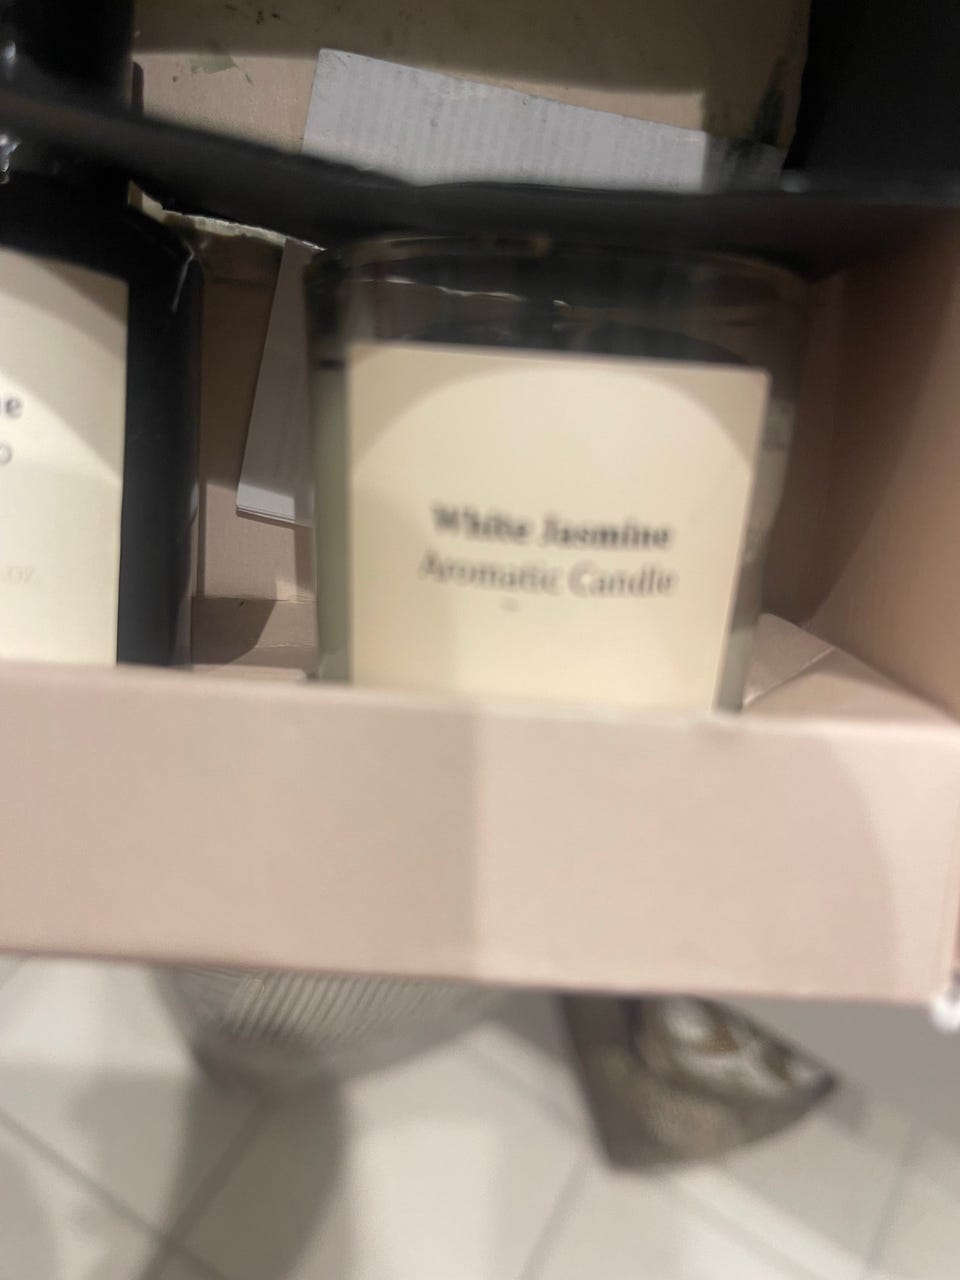 White Jasmine
Aromatic Candle